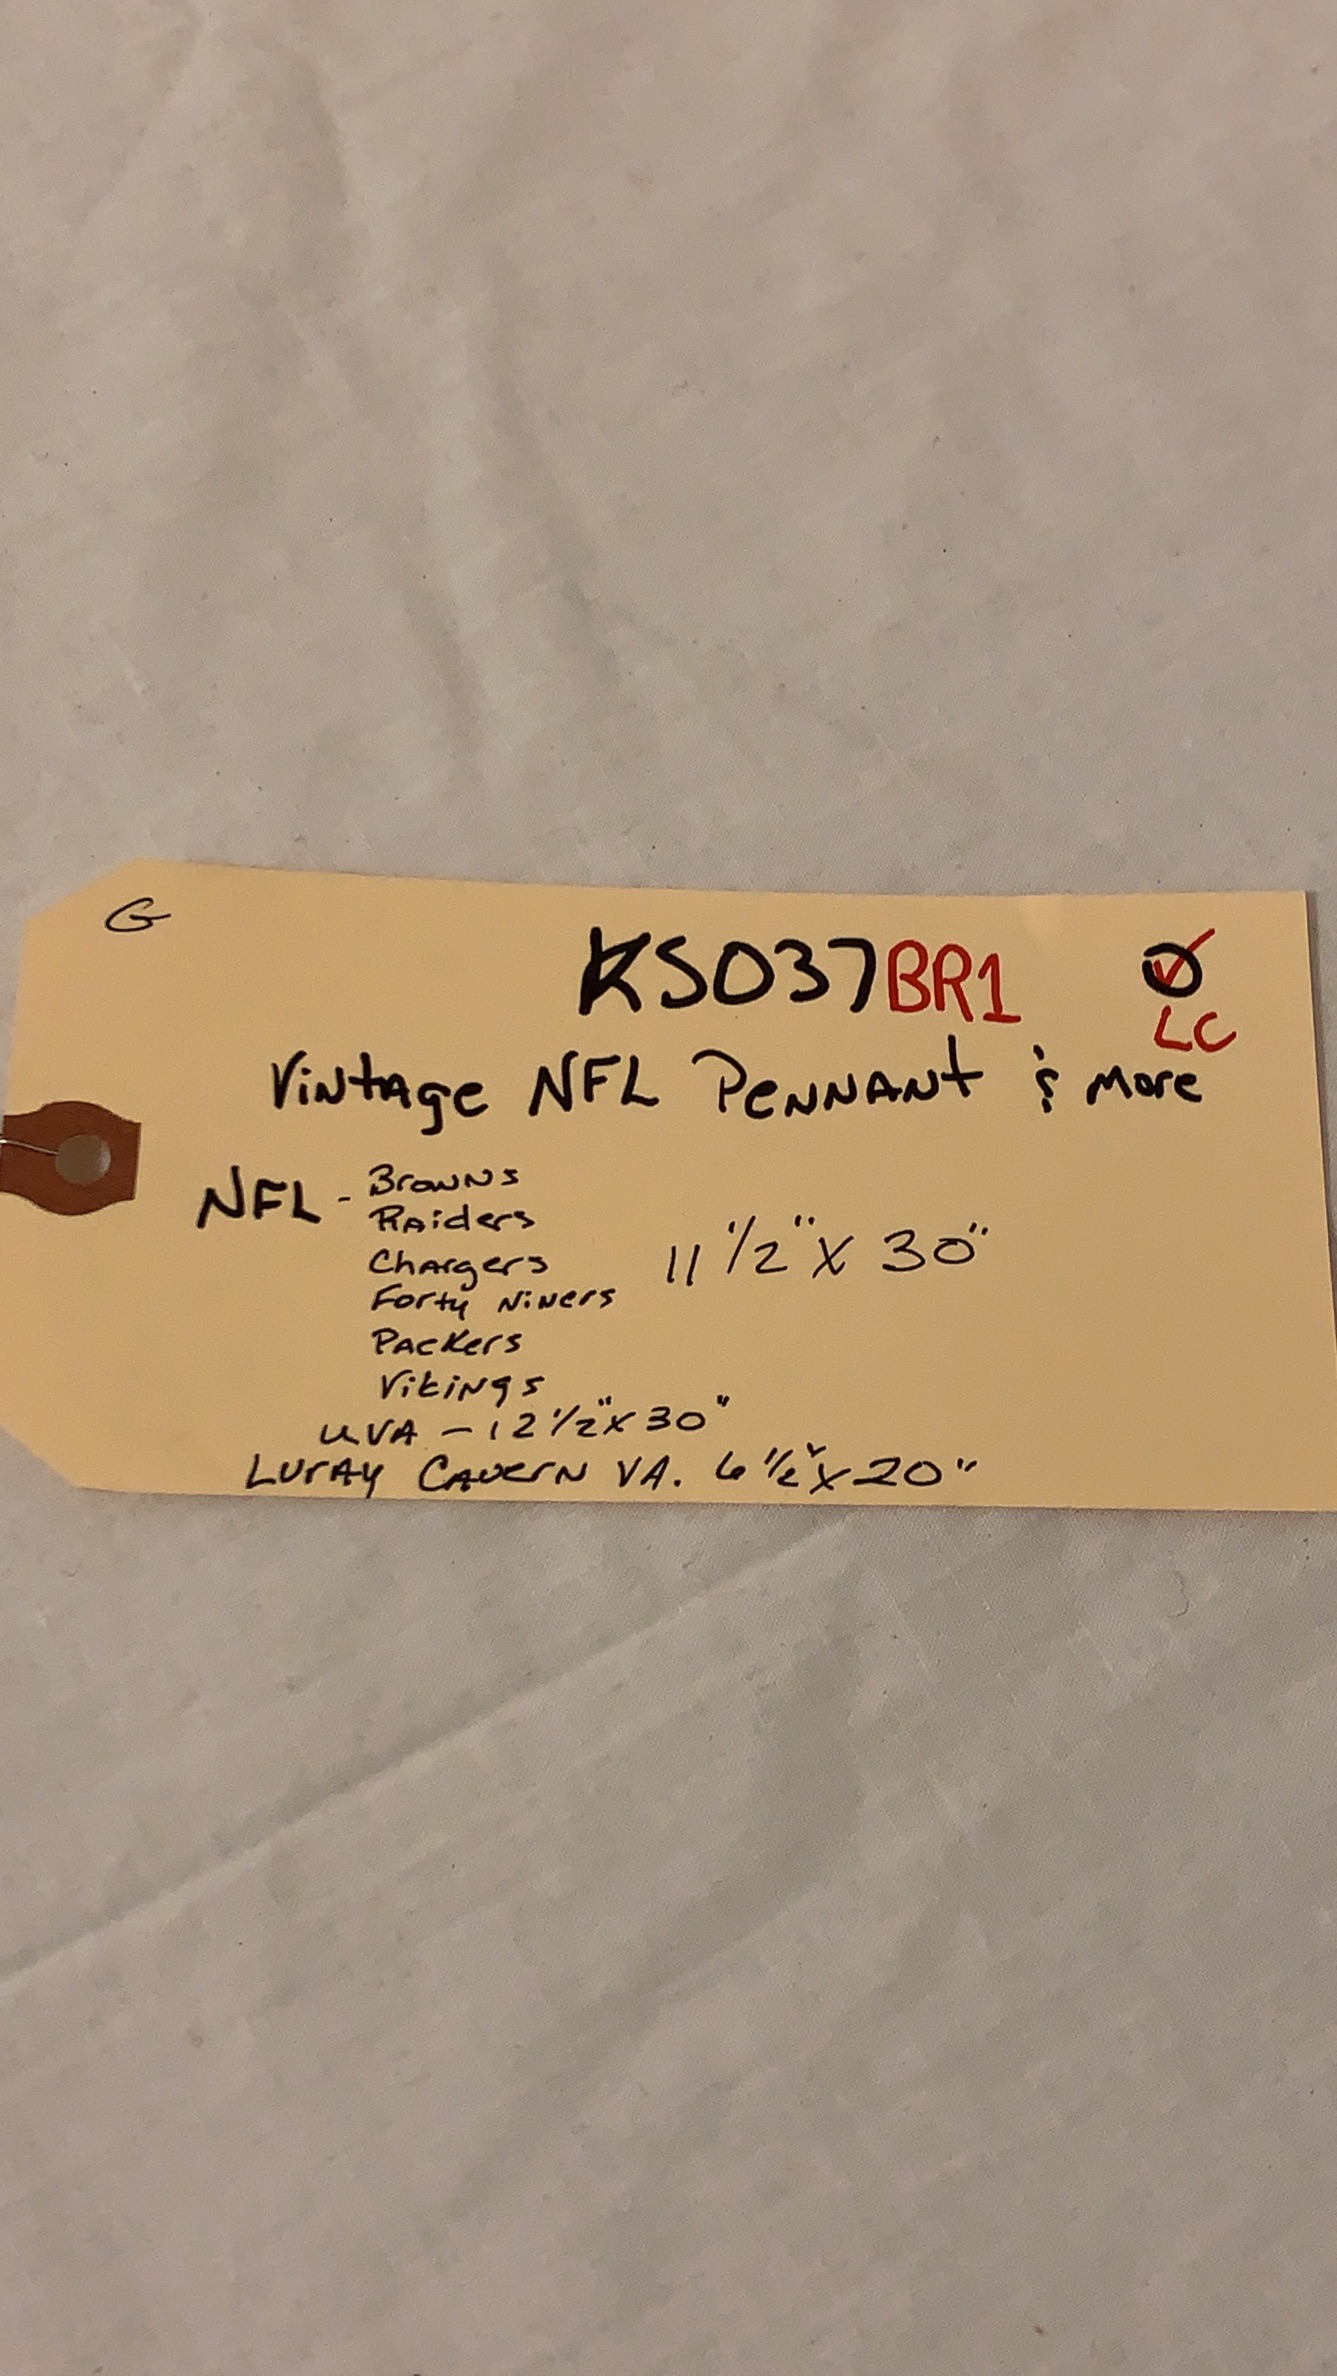 G
KS037BR1
LC
Vintage NFL Pennant & More
NFL - Browns
Raiders
Chargers
11 1/2" X 30"
Forty Niners
Packers
Vikings
UVA - 12 1/2" X 30"
Luray Cavern VA. 6 1/2" X 20"